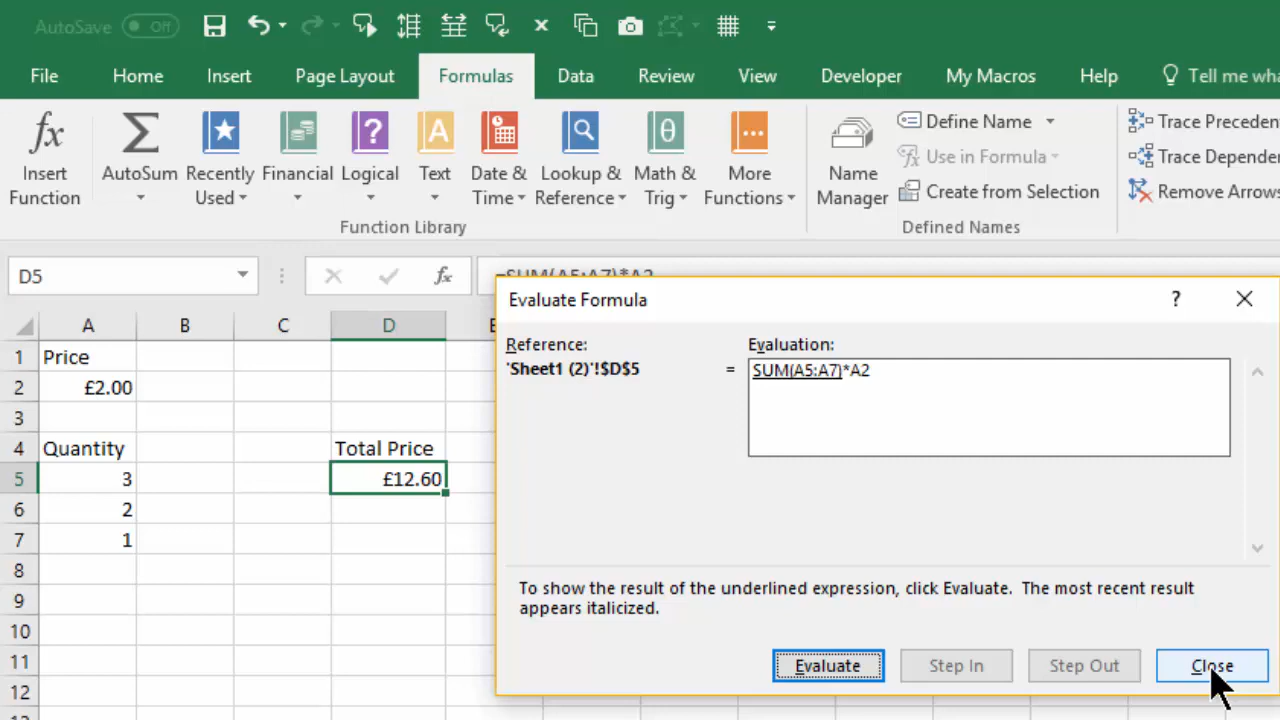 AutoSave Off
File Home Insert Page Layout Formulas Data Review View Developer My Macros Help Tell me
fx Σ A θ
Insert Function
AutoSum
Recently Used
Financial
Logical
Text
Date & Time
Lookup & Reference
Math & Trig
More Functions
Name Manager
Define Name
Use in Formula
Create from Selection
Trace
Trace
Remove Arrows
Function Library Defined Names
D5 fx =SUM(A5:A7)*A2
A B C D E
1 Price
2 £2.00
3
4 Quantity Total Price
5 3 £12.60
6 2
7 1
8
9
10
11
12
Evaluate Formula ?
Reference: Evaluation:
'Sheet1 (2)'!$D$5 = SUM(A5:A7)*A2
To show the result of the underlined expression, click Evaluate. The most recent result
appears italicized.
Evaluate Step In Step Out Close